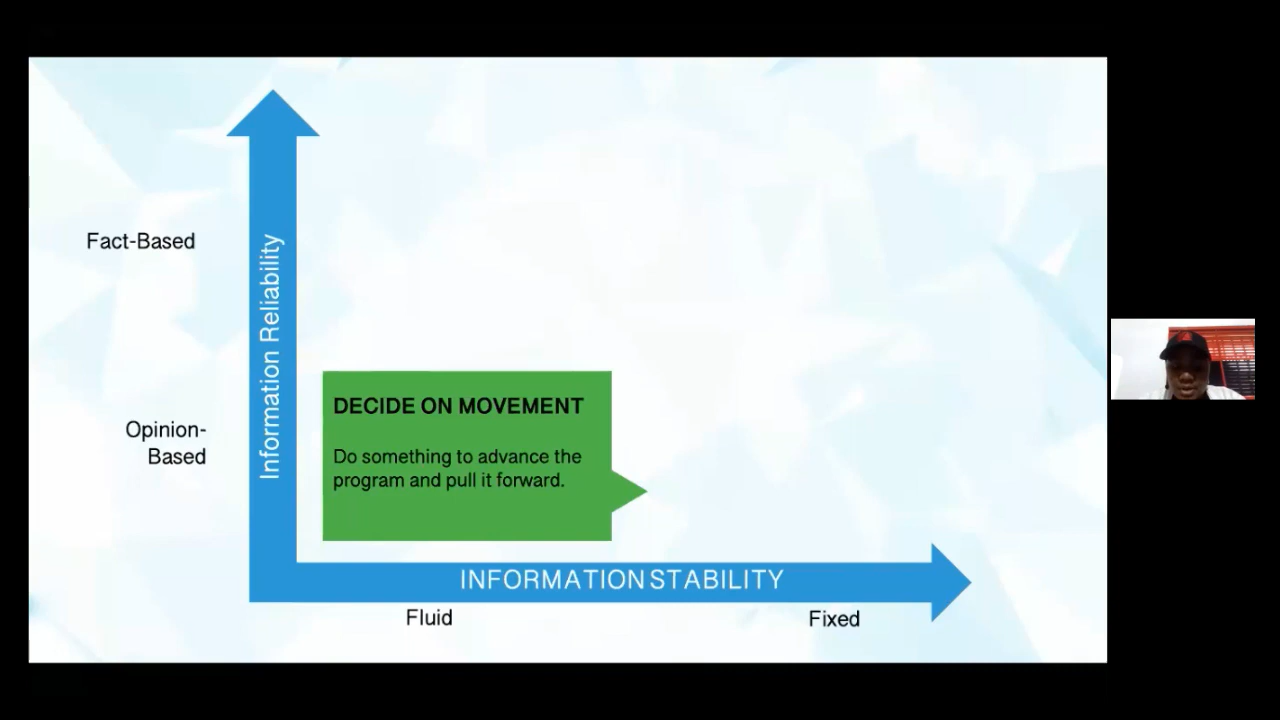 Fact-Based
Information Reliability
DECIDE ON MOVEMENT
Do something to advance the
program and pull it forward.
Opinion-
Based
INFORMATION STABILITY
Fluid
Fixed